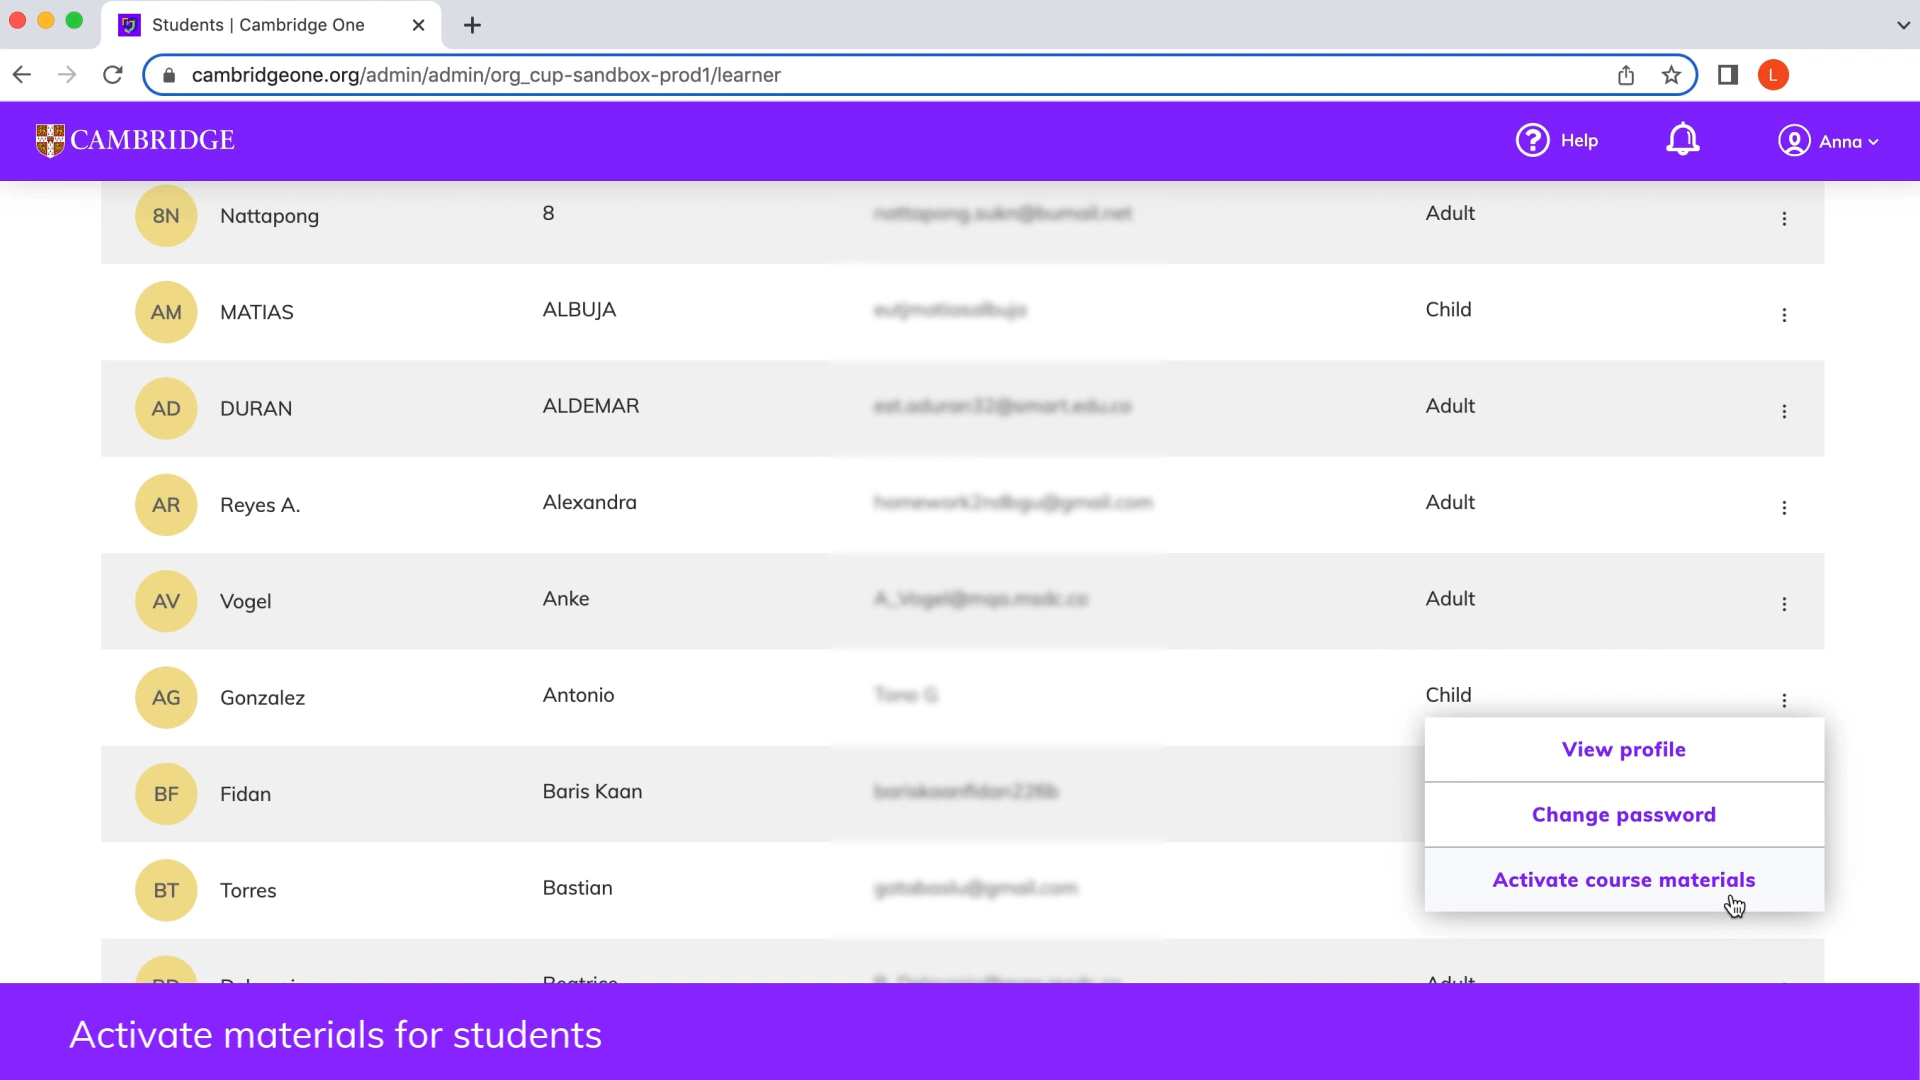 Students | Cambridge One
cambridgeone.org/admin/admin/org_cup-sandbox-prod1/learner
L
CAMBRIDGE
Help
Anna
8N Nattapong 8 Adult
AM MATIAS ALBUJA Child
AD DURAN ALDEMAR Adult
AR Reyes A. Alexandra Adult
AV Vogel Anke Adult
AG Gonzalez Antonio Child
View profile
BF Fidan Baris Kaan
Change password
BT Torres Bastian
Activate course materials
Activate materials for students